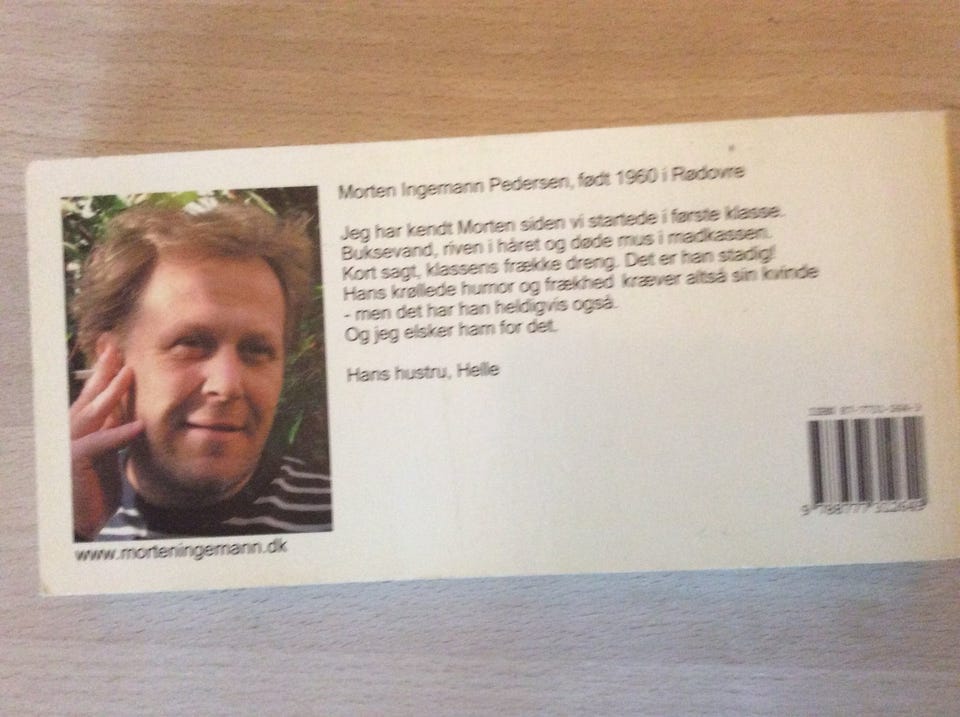 Morten Ingemann Pedersen, født 1960 i Rødovre
Jeg har kendt Morten siden vi startede i første klasse.
Buksevand, riven i håret og døde mus i madkassen.
Kort sagt, klassens frække dreng. Det er han stadig!
Hans krøllede humor og frækhed kræver altså sin kvinde
- men det har han heldigvis også.
Og jeg elsker ham for det.
Hans hustru, Helle
www.morteningemann.dk
ISBN